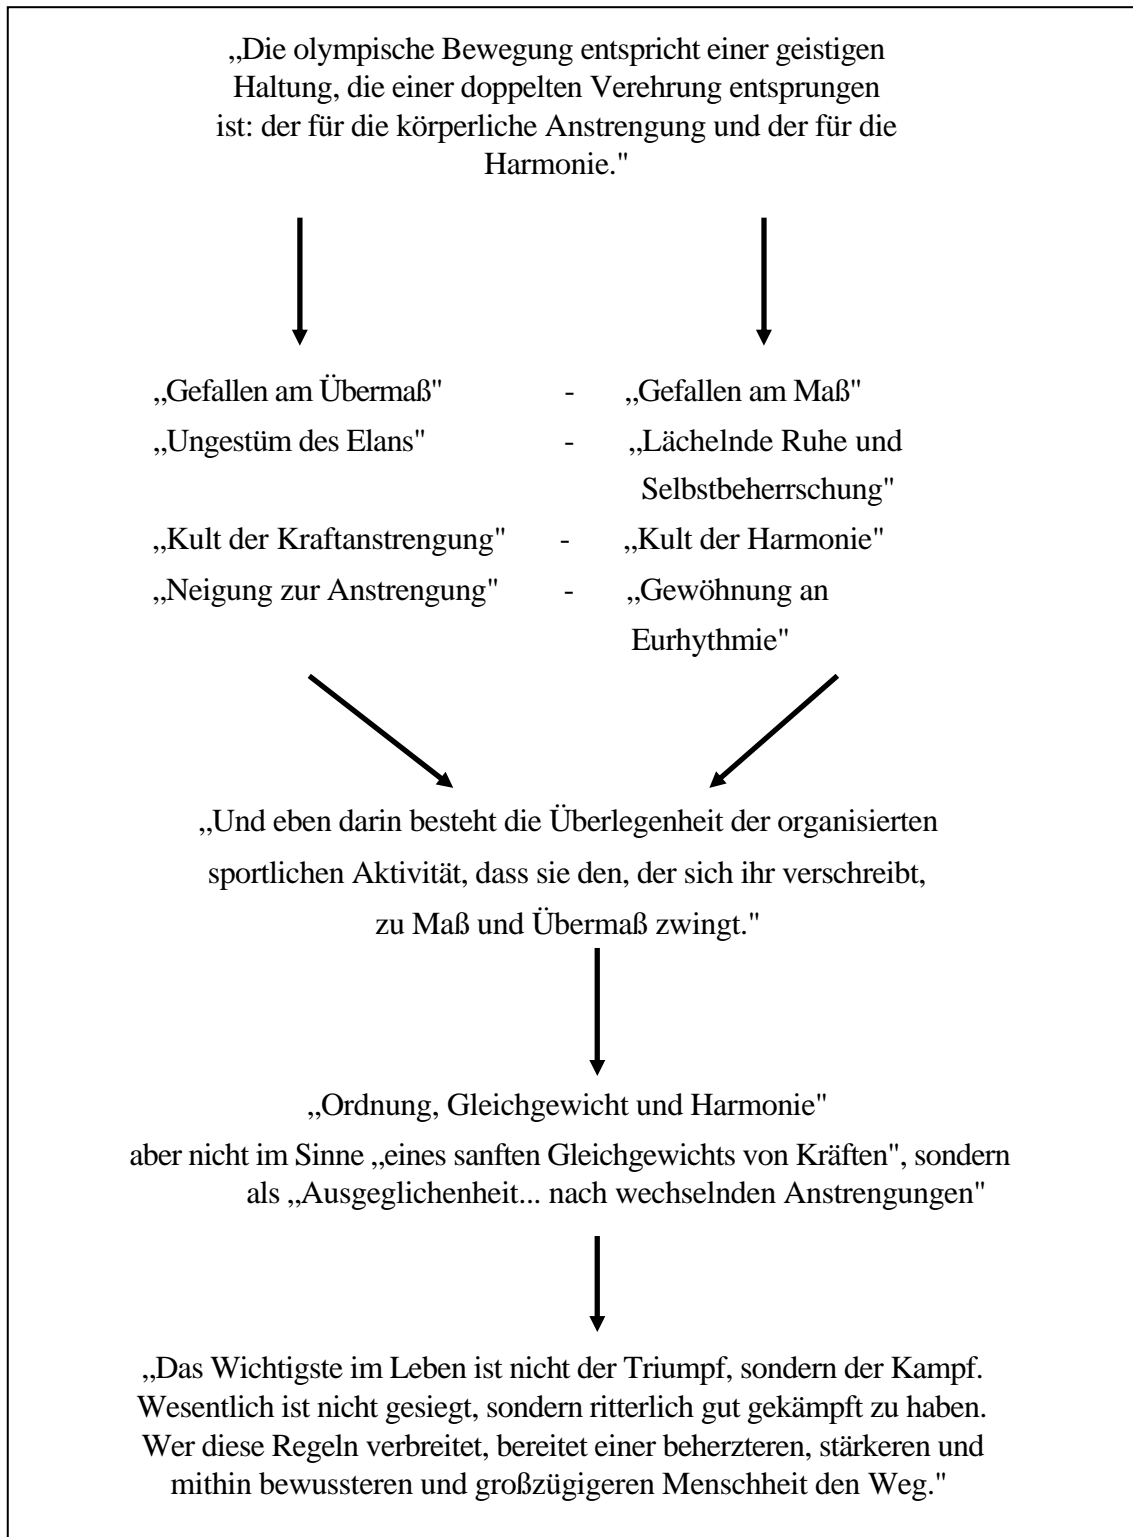 „Die olympische Bewegung entspricht einer geistigen
Haltung, die einer doppelten Verehrung entsprungen
ist: der für die körperliche Anstrengung und der für die
Harmonie."
„Gefallen am Übermaß" - „Gefallen am Maß"
„Ungestüm des Elans" - „Lächelnde Ruhe und
Selbstbeherrschung"
„Kult der Kraftanstrengung" - „Kult der Harmonie"
„Neigung zur Anstrengung" - „Gewöhnung an
Eurhythmie"
„Und eben darin besteht die Überlegenheit der organisierten
sportlichen Aktivität, dass sie den, der sich ihr verschreibt,
zu Maß und Übermaß zwingt."
„Ordnung, Gleichgewicht und Harmonie"
aber nicht im Sinne „eines sanften Gleichgewichts von Kräften", sondern
als „Ausgeglichenheit... nach wechselnden Anstrengungen"
„Das Wichtigste im Leben ist nicht der Triumpf, sondern der Kampf.
Wesentlich ist nicht gesiegt, sondern ritterlich gut gekämpft zu haben.
Wer diese Regeln verbreitet, bereitet einer beherzteren, stärkeren und
mithin bewussteren und großzügigeren Menschheit den Weg."